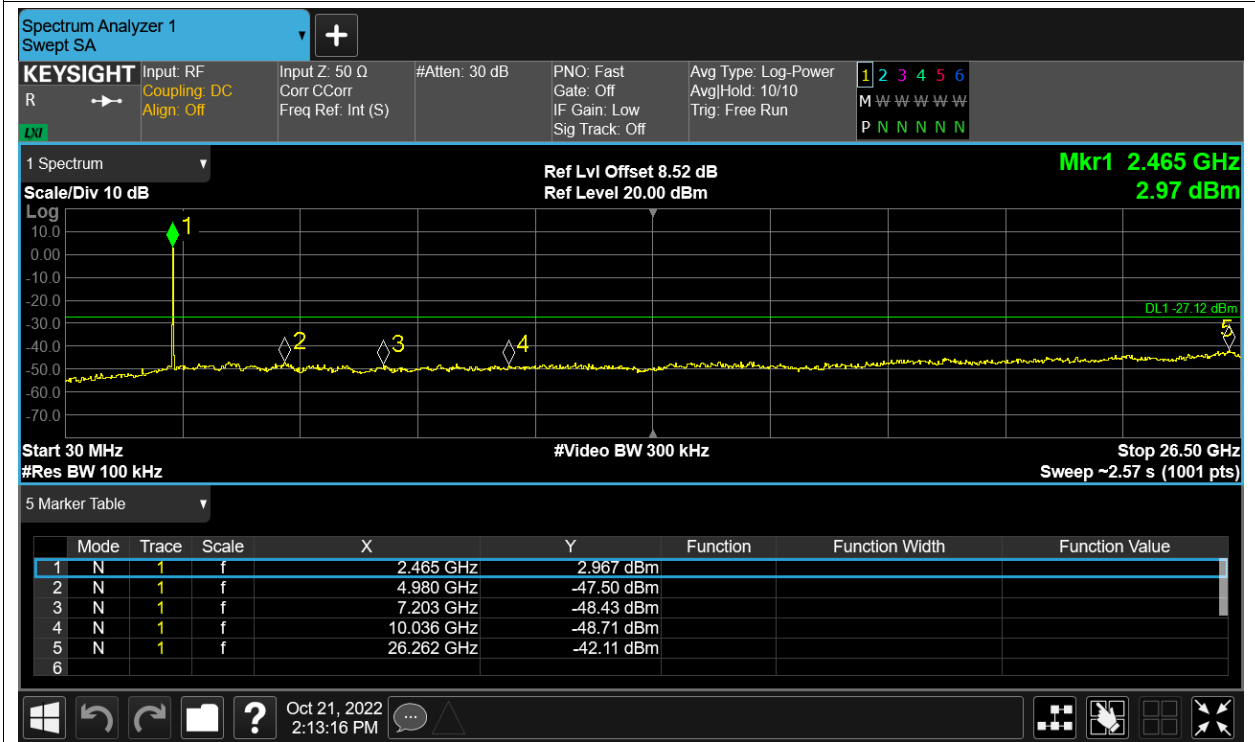 Spectrum Analyzer 1
Swept SA
+
KEYSIGHT Input: RF Input Z: 50 Ω #Atten: 30 dB PNO: Fast Avg Type: Log-Power 1 2 3 4 5 6
R Coupling: DC Corr CCorr Gate: Off Avg|Hold: 10/10 M W W W W W
Align: Off Freq Ref: Int (S) IF Gain: Low Trig: Free Run
LXI Sig Track: Off P N N N N N
1 Spectrum Ref Lvl Offset 8.52 dB Mkr1 2.465 GHz
Scale/Div 10 dB Ref Level 20.00 dBm 2.97 dBm
Log
1
10.0
0.00
-10.0
-20.0
DL1 -27.12 dBm
-30.0
2 3 4 5
-40.0
-50.0
-60.0
-70.0
Start 30 MHz #Video BW 300 kHz Stop 26.50 GHz
#Res BW 100 kHz Sweep ~2.57 s (1001 pts)
5 Marker Table
Mode Trace Scale X Y Function Function Width Function Value
1 N 1 f 2.465 GHz 2.967 dBm
2 N 1 f 4.980 GHz -47.50 dBm
3 N 1 f 7.203 GHz -48.43 dBm
4 N 1 f 10.036 GHz -48.71 dBm
5 N 1 f 26.262 GHz -42.11 dBm
6
? Oct 21, 2022
2:13:16 PM